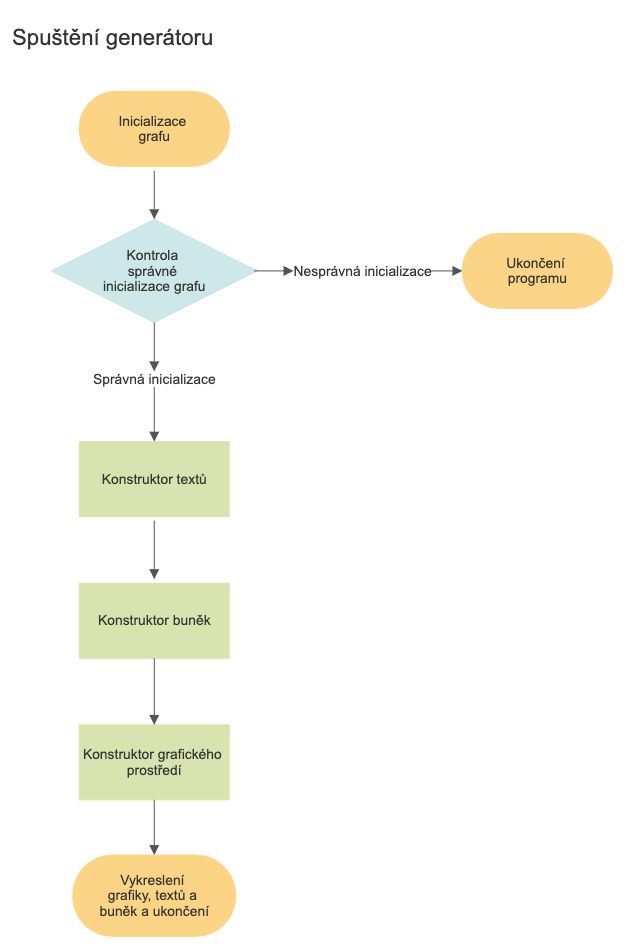 Spuštění generátoru
Inicializace
grafu
Kontrola
správné
inicializace grafu
Nesprávná inicializace
Ukončení
programu
Správná inicializace
Konstruktor textů
Konstruktor buněk
Konstruktor grafického
prostředí
Vykreslení
grafiky, textů a
buněk a ukončení